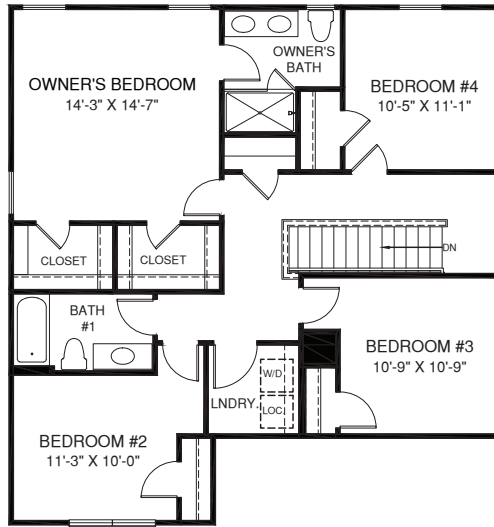 OWNER'S BEDROOM
14'-3" X 14'-7"
OWNER'S
BATH
BEDROOM #4
10'-5" X 11'-1"
CLOSET
CLOSET
DN
BATH
#1
BEDROOM #3
10'-9" X 10'-9"
W/D
LNDRY.
LOC.
BEDROOM #2
11'-3" X 10'-0"